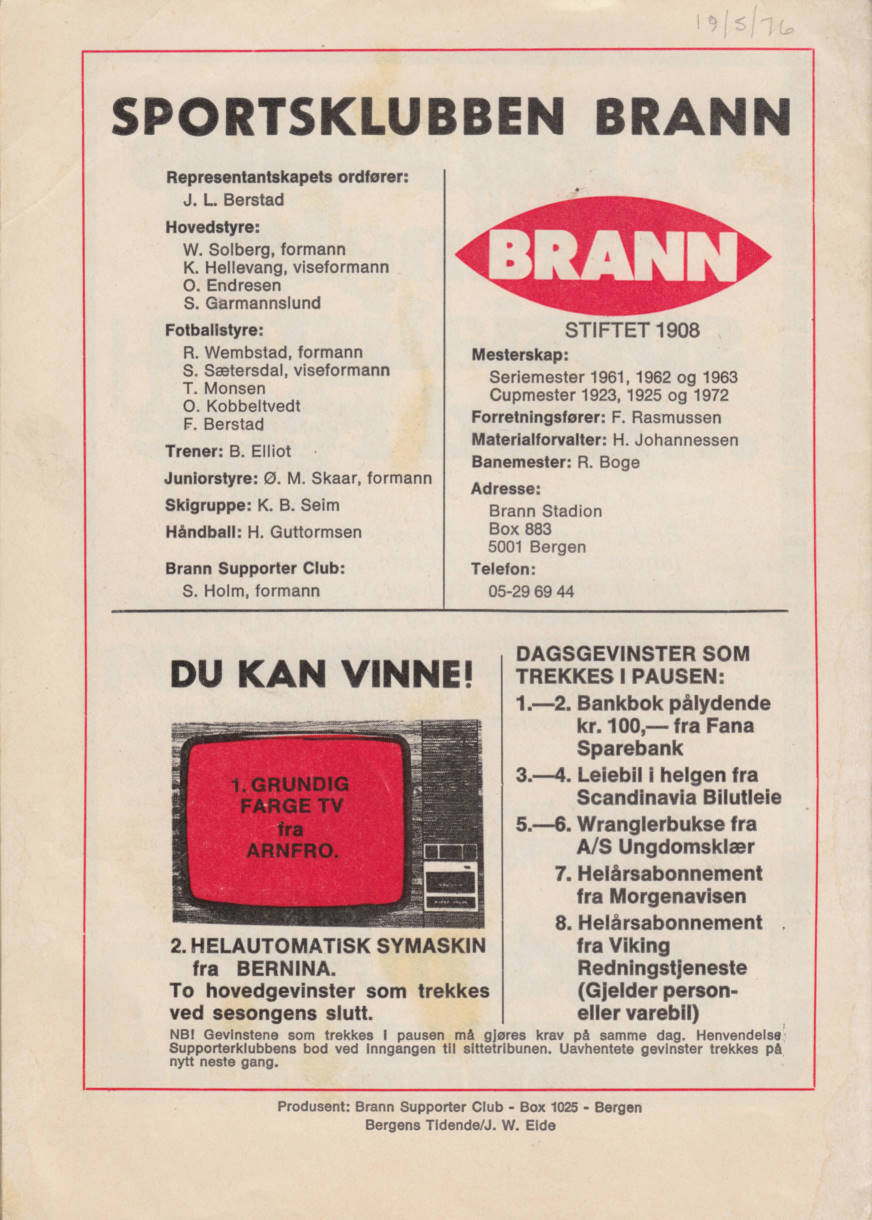 19/5/76
SPORTSKLUBBEN BRANN
Representantskapets ordfører:
J. L. Berstad
Hovedstyre:
W. Solberg, formann
K. Hellevang, viseformann
O. Endresen
S. Garmannslund
Fotballstyre:
R. Wembstad, formann
S. Sætersdal, viseformann
T. Monsen
O. Kobbeltvedt
F. Berstad
Trener: B. Elliot
Juniorstyre: Ø. M. Skaar, formann
Skigruppe: K. B. Seim
Håndball: H. Guttormsen
Brann Supporter Club:
S. Holm, formann
BRANN
STIFTET 1908
Mesterskap:
Seriemester 1961, 1962 og 1963
Cupmester 1923, 1925 og 1972
Forretningsfører: F. Rasmussen
Materialforvalter: H. Johannessen
Banemester: R. Boge
Adresse:
Brann Stadion
Box 883
5001 Bergen
Telefon:
05-29 69 44
DU KAN VINNE!
1. GRUNDIG
FARGE TV
fra
ARNFRO.
2. HELAUTOMATISK SYMASKIN
fra BERNINA.
To hovedgevinster som trekkes
ved sesongens slutt.
DAGSGEVINSTER SOM
TREKKES I PAUSEN:
1.—2. Bankbok pålydende
kr. 100,— fra Fana
Sparebank
3.—4. Leiebil i helgen fra
Scandinavia Bilutleie
5.—6. Wranglerbukse fra
A/S Ungdomsklær
7. Helårsabonnement
fra Morgenavisen
8. Helårsabonnement
fra Viking
Redningstjeneste
(Gjelder person-
eller varebil)
NB! Gevinstene som trekkes i pausen må gjøres krav på samme dag. Henvendelse:
Supporterklubbens bod ved inngangen til sittetribunen. Uavhentete gevinster trekkes på
nytt neste gang.
Produsent: Brann Supporter Club - Box 1025 - Bergen
Bergens Tidende/J. W. Eide